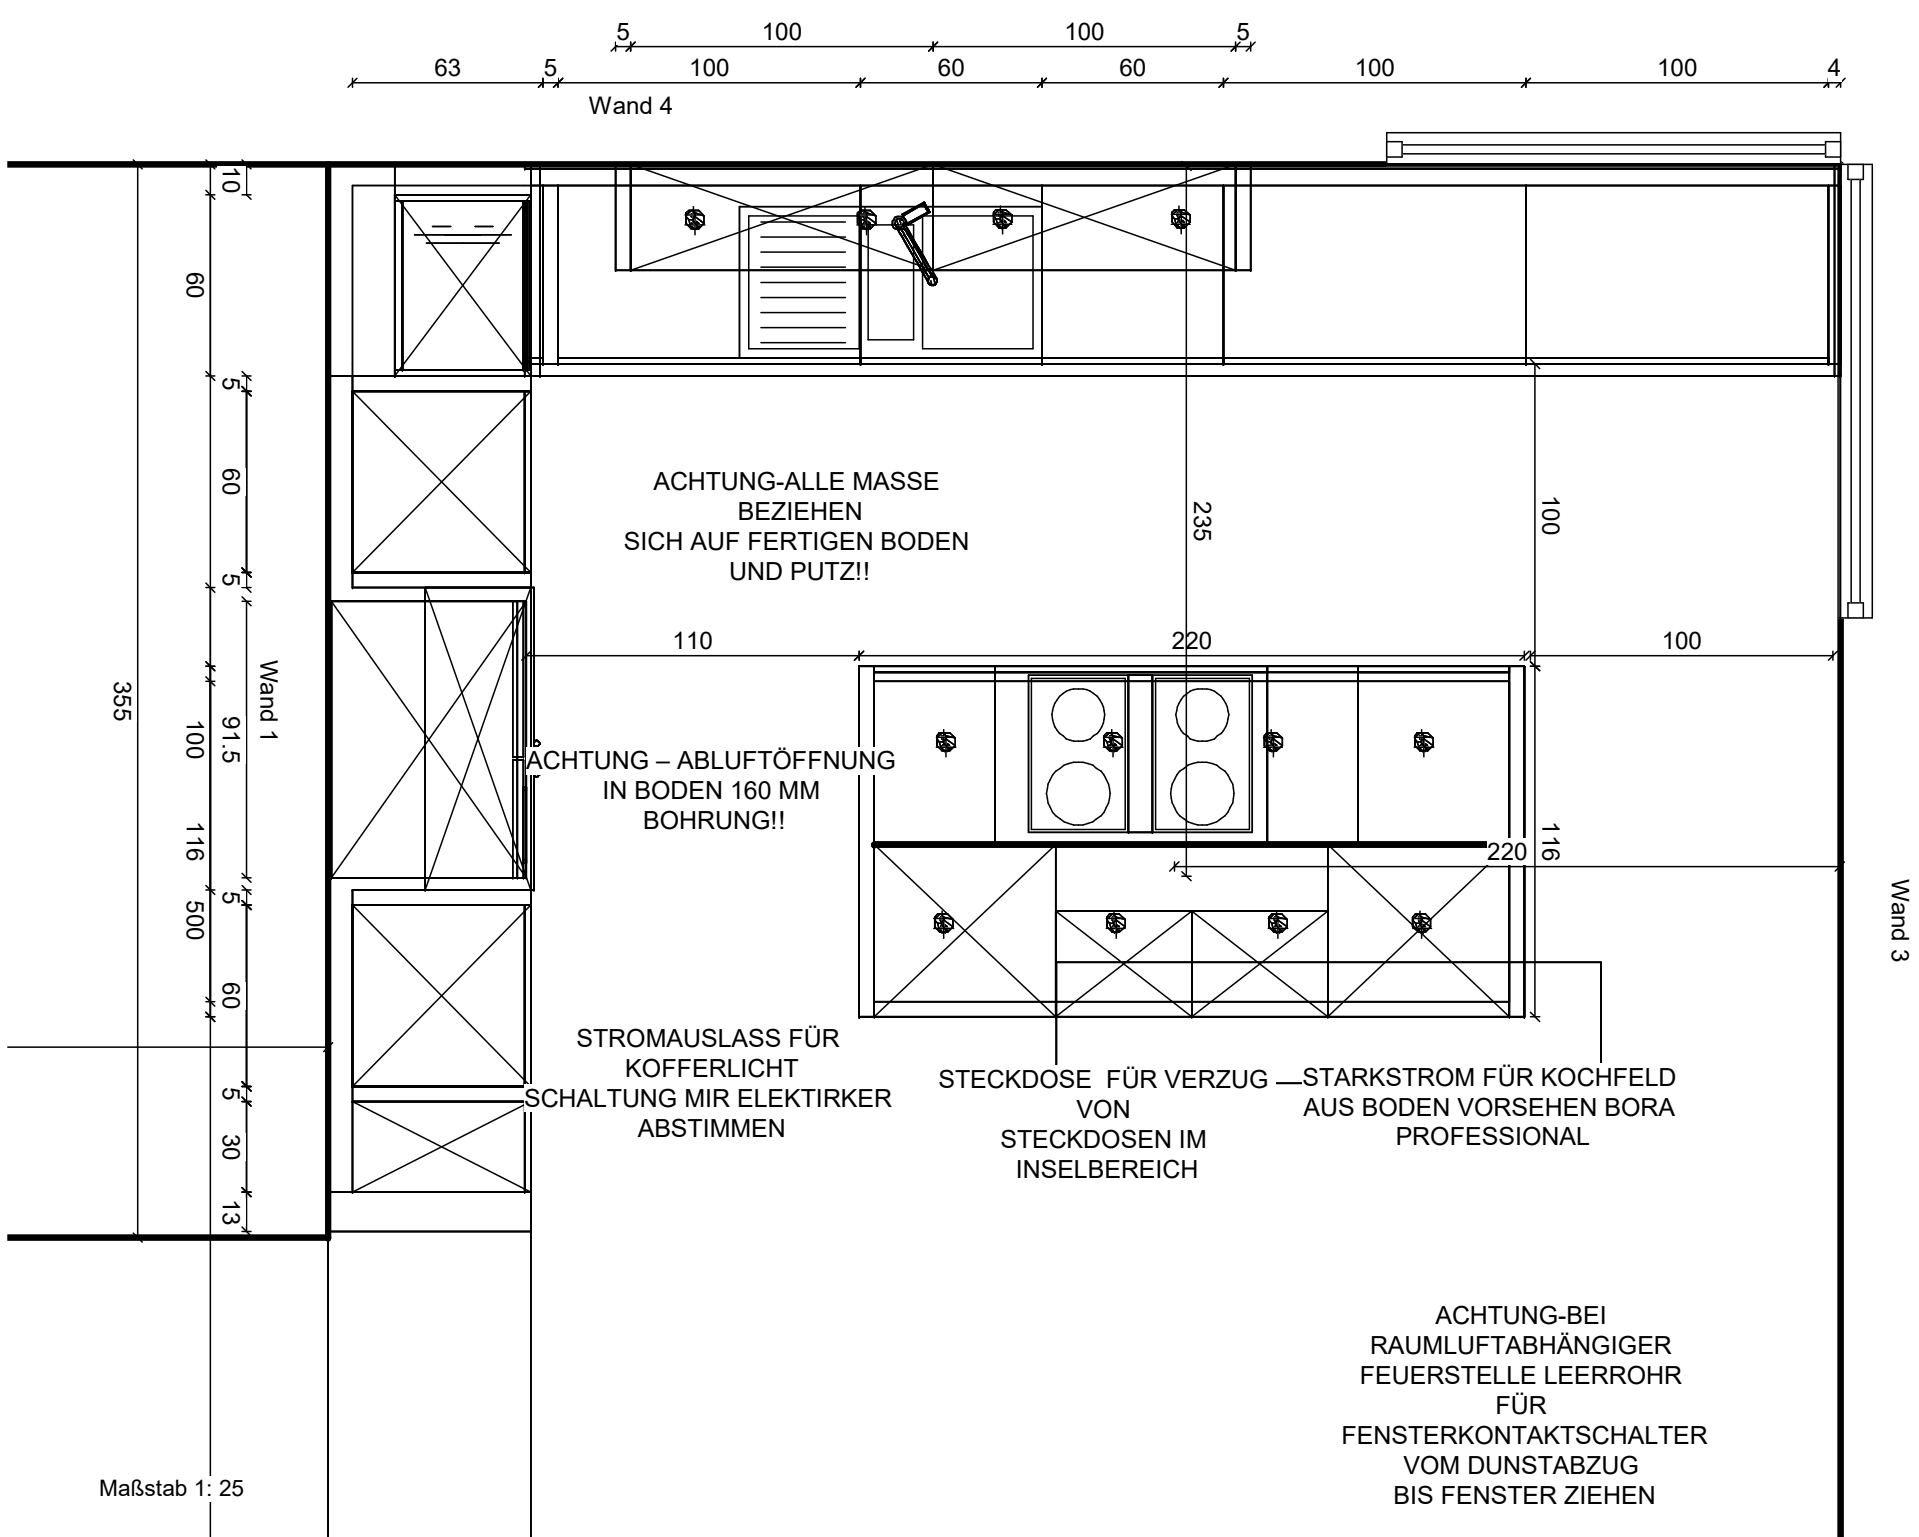 5 100 100 5
63 5 100 60 60 100 100 4
Wand 4
10
60
5
60
5
Wand 1
91.5
100
355
116
500
5
60
5
30
13
ACHTUNG-ALLE MASSE
BEZIEHEN
SICH AUF FERTIGEN BODEN
UND PUTZ!!
235
100
110 220 100
ACHTUNG – ABLUFTÖFFNUNG
IN BODEN 160 MM
BOHRUNG!!
116
220
Wand 3
STROMAUSLASS FÜR
KOFFERLICHT
SCHALTUNG MIR ELEKTIRKER
ABSTIMMEN
STECKDOSE FÜR VERZUG
VON
STECKDOSEN IM
INSELBEREICH
STARKSTROM FÜR KOCHFELD
AUS BODEN VORSEHEN BORA
PROFESSIONAL
ACHTUNG-BEI
RAUMLUFTABHÄNGIGER
FEUERSTELLE LEERROHR
FÜR
FENSTERKONTAKTSCHALTER
VOM DUNSTABZUG
BIS FENSTER ZIEHEN
Maßstab 1: 25